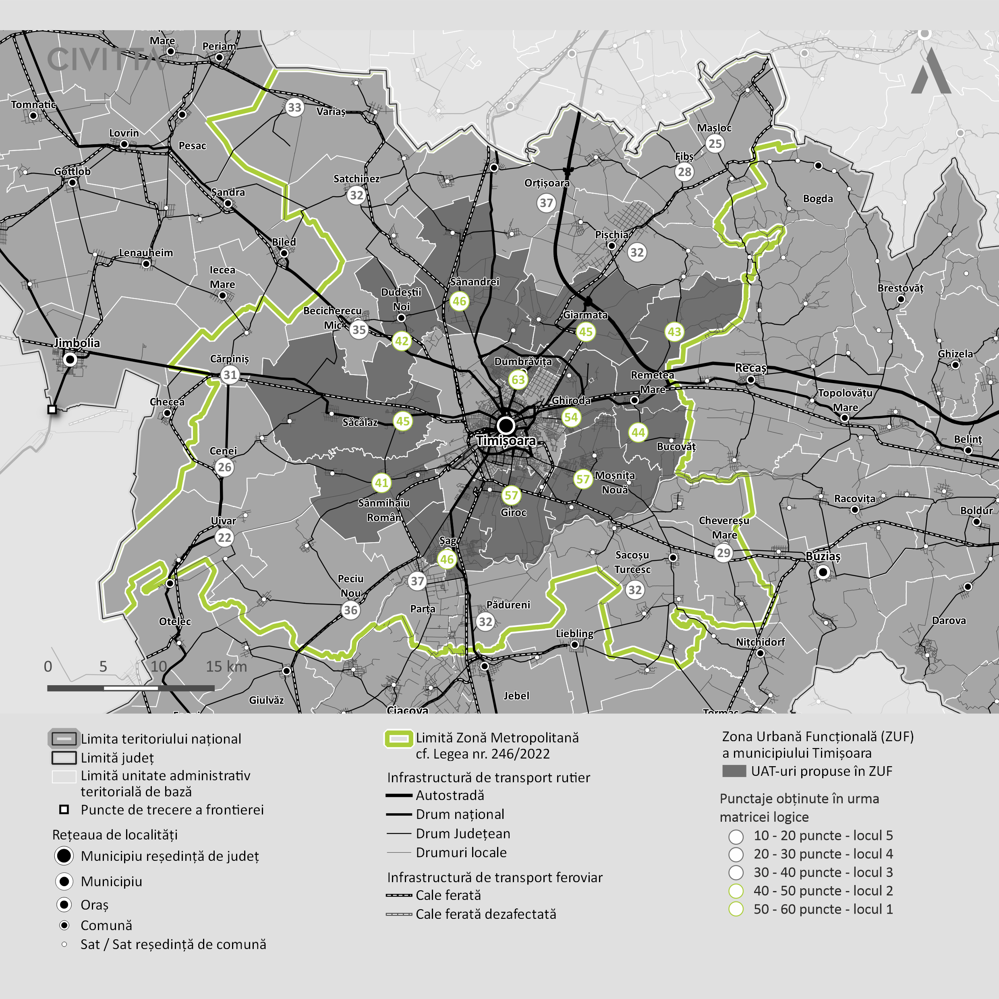 Mare
Periam
CIVITTA
Tomnatic
33
Variaș
Lovrin
Pesac
Mașloc
25
Gottlob
Fibș
28
Satchinez
32
Orțișoara
37
Șandra
Bogda
Pișchia
32
Biled
Lenauheim
Iecea
Mare
Sânandrei
46
Brestovăț
Dudeștii
Noi
Becicherecu
Mic
35
42
Giarmata
45
43
Jimbolia
Cărpiniș
31
Dumbrăvița
63
Remetea
Mare
Recaș
Ghizela
Checea
Ghiroda
54
Topolovățu
Mare
Săcălaz
45
44
Timișoara
Bucovăț
Belinț
Cenei
26
41
57
Moșnița
Nouă
Sânmihaiu
Român
57
Giroc
Racovița
Boldur
Uivar
22
Chevereșu
Mare
29
Șag
46
Sacoșu
Turcesc
32
Buziaș
Peciu
Nou
36
37
Parța
Pădureni
32
Otelec
Darova
Liebling
Nițchidorf
0 5 10 15 km
Giulvăz
Jebel
Ciacova
Tormac
Limita teritoriului național
Limită județ
Limită unitate administrativ
teritorială de bază
Puncte de trecere a frontierei
Rețeaua de localități
Municipiu reședință de județ
Municipiu
Oraș
Comună
Sat / Sat reședință de comună
Limită Zonă Metropolitană
cf. Legea nr. 246/2022
Infrastructură de transport rutier
Autostradă
Drum național
Drum Județean
Drumuri locale
Infrastructură de transport feroviar
Cale ferată
Cale ferată dezafectată
Zona Urbană Funcțională (ZUF)
a municipiului Timișoara
UAT-uri propuse în ZUF
Punctaje obținute în urma
matricei logice
10 - 20 puncte - locul 5
20 - 30 puncte - locul 4
30 - 40 puncte - locul 3
40 - 50 puncte - locul 2
50 - 60 puncte - locul 1